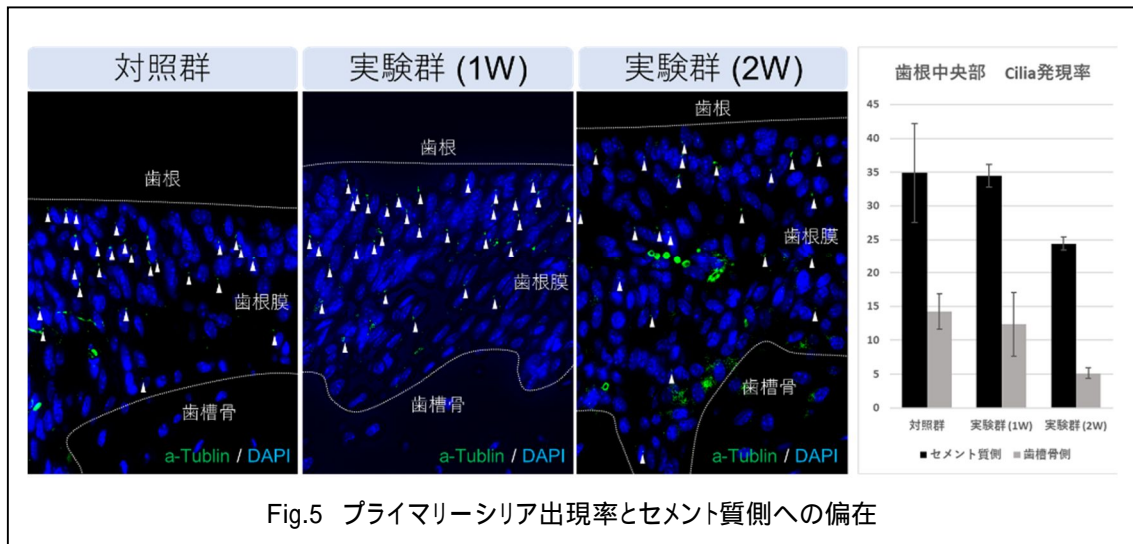 対照群
実験群 (1W)
実験群 (2W)
歯根
歯根膜
歯槽骨
a-Tublin / DAPI
歯根
歯根膜
歯槽骨
a-Tublin / DAPI
歯根
歯根膜
歯槽骨
a-Tublin / DAPI
歯根中央部 Cilia発現率
45
40
35
30
25
20
15
10
5
0
対照群 実験群(1W) 実験群(2W)
■セメント質側 ■歯槽骨側
Fig.5 プライマリーシリア出現率とセメント質側への偏在